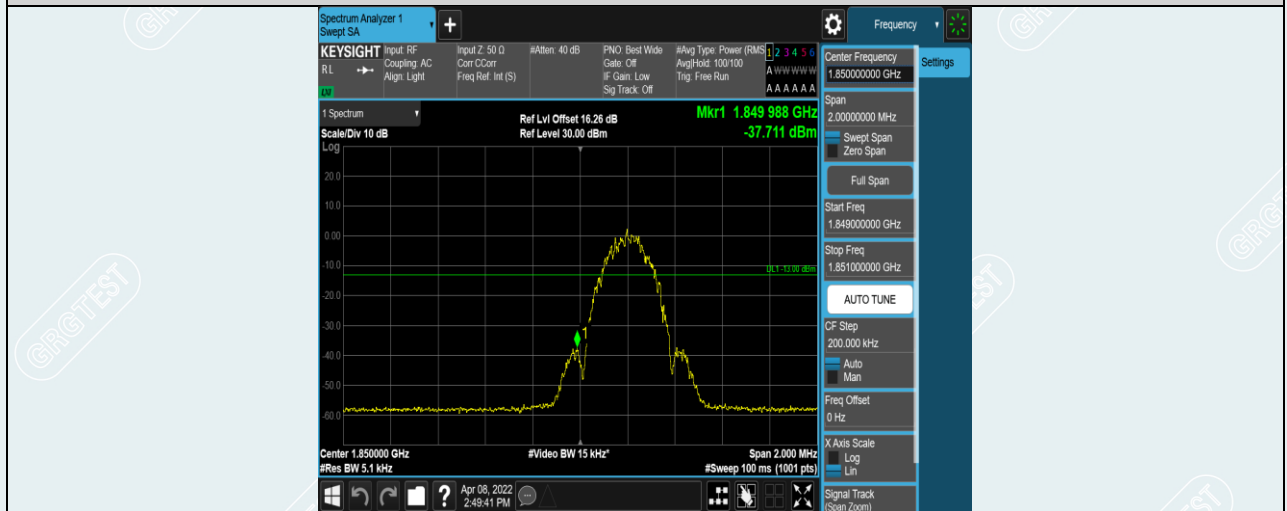 Spectrum Analyzer 1
Swept SA
+
Frequency
KEYSIGHT
RL
Input: RF
Coupling: AC
Align: Light
Input Z: 50 Ω
Corr CCorr
Freq Ref: Int (S)
#Atten: 40 dB
PNO: Best Wide
Gate: Off
IF Gain: Low
Sig Track: Off
#Avg Type: Power (RMS
Avg|Hold: 100/100
Trig: Free Run
1 2 3 4 5 6
A W W W W W
A A A A A A
LXI
1 Spectrum
Scale/Div 10 dB
Log
Ref Lvl Offset 16.26 dB
Ref Level 30.00 dBm
Mkr1 1.849 988 GHz
-37.711 dBm
20.0
10.0
0.00
-10.0
DL1 -13.00 dBm
-20.0
-30.0
1
-40.0
-50.0
-60.0
Center 1.850000 GHz
#Res BW 5.1 kHz
#Video BW 15 kHz*
Span 2.000 MHz
#Sweep 100 ms (1001 pts)
?
Apr 08, 2022
2:49:41 PM
Center Frequency
1.850000000 GHz
Settings
Span
2.00000000 MHz
Swept Span
Zero Span
Full Span
Start Freq
1.849000000 GHz
Stop Freq
1.851000000 GHz
AUTO TUNE
CF Step
200.000 kHz
Auto
Man
Freq Offset
0 Hz
X Axis Scale
Log
Lin
Signal Track
(Span Zoom)
GRGTEST
GRGTEST
GRGTEST